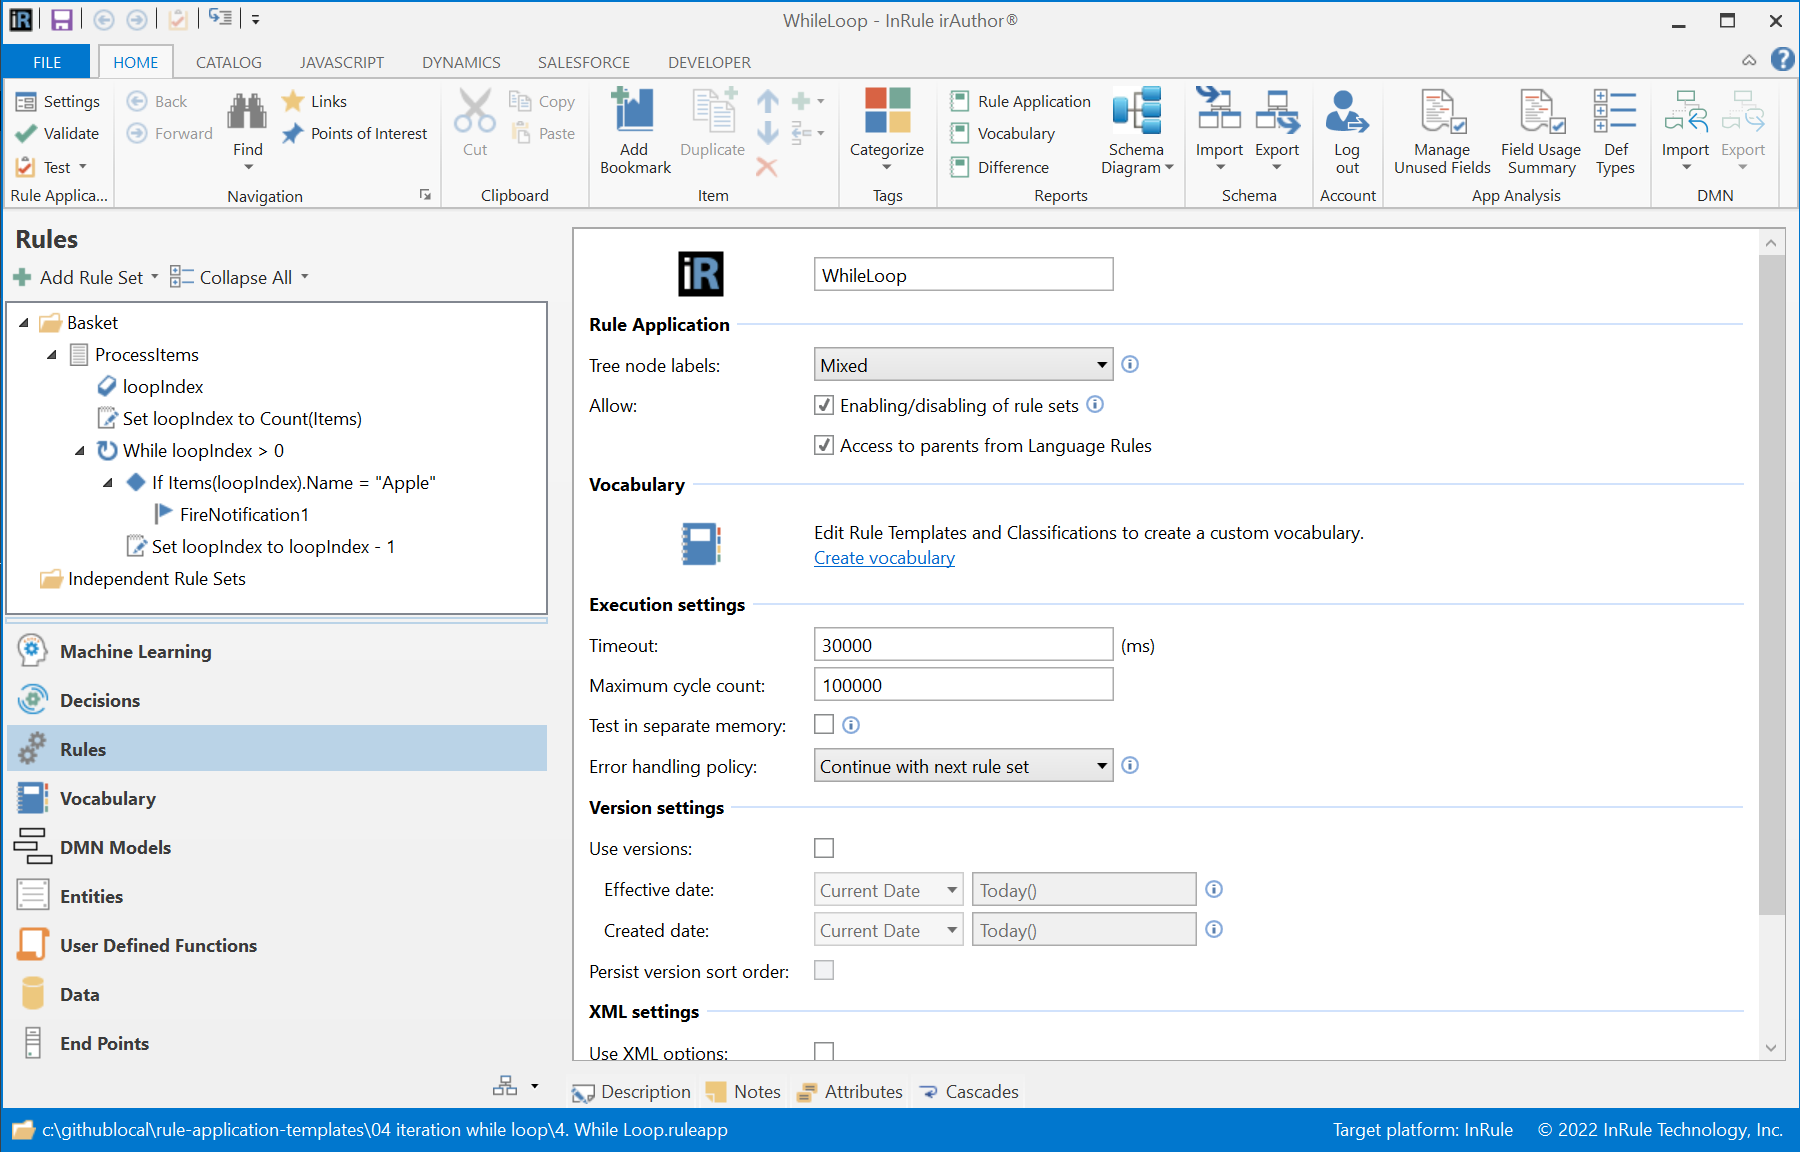 iR WhileLoop - InRule irAuthor®
FILE HOME CATALOG JAVASCRIPT DYNAMICS SALESFORCE DEVELOPER ?
Settings
Validate
Test
Rule Applica...
Back
Forward
Find
Links
Points of Interest
Navigation
Cut
Copy
Paste
Clipboard
Add
Bookmark
Duplicate
Item
Categorize
Tags
Rule Application
Vocabulary
Difference
Schema
Diagram
Reports
Import
Export
Schema
Log
out
Account
Manage
Unused Fields
Field Usage
Summary
Def
Types
App Analysis
Import
Export
DMN
Rules
Add Rule Set Collapse All
Basket
ProcessItems
loopIndex
Set loopIndex to Count(Items)
While loopIndex > 0
If Items(loopIndex).Name = "Apple"
FireNotification1
Set loopIndex to loopIndex - 1
Independent Rule Sets
Machine Learning
Decisions
Rules
Vocabulary
DMN Models
Entities
User Defined Functions
Data
End Points
iR WhileLoop
Rule Application
Tree node labels: Mixed
Allow: Enabling/disabling of rule sets
Access to parents from Language Rules
Vocabulary
Edit Rule Templates and Classifications to create a custom vocabulary.
Create vocabulary
Execution settings
Timeout: 30000 (ms)
Maximum cycle count: 100000
Test in separate memory:
Error handling policy: Continue with next rule set
Version settings
Use versions:
Effective date: Current Date Today()
Created date: Current Date Today()
Persist version sort order:
XML settings
Use XML options:
Description Notes Attributes Cascades
c:\githublocal\rule-application-templates\04 iteration while loop\4. While Loop.ruleapp
Target platform: InRule © 2022 InRule Technology, Inc.